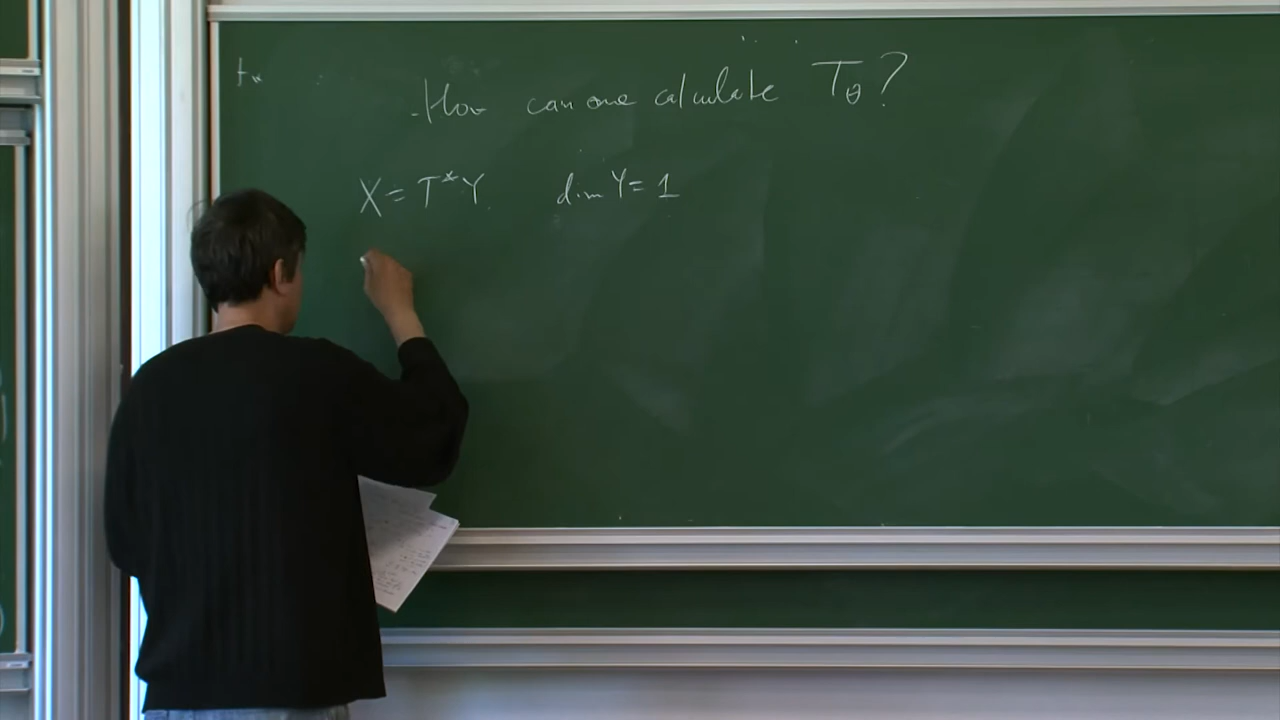 How can one calculate T_θ?
X = T*Y dim Y = 1